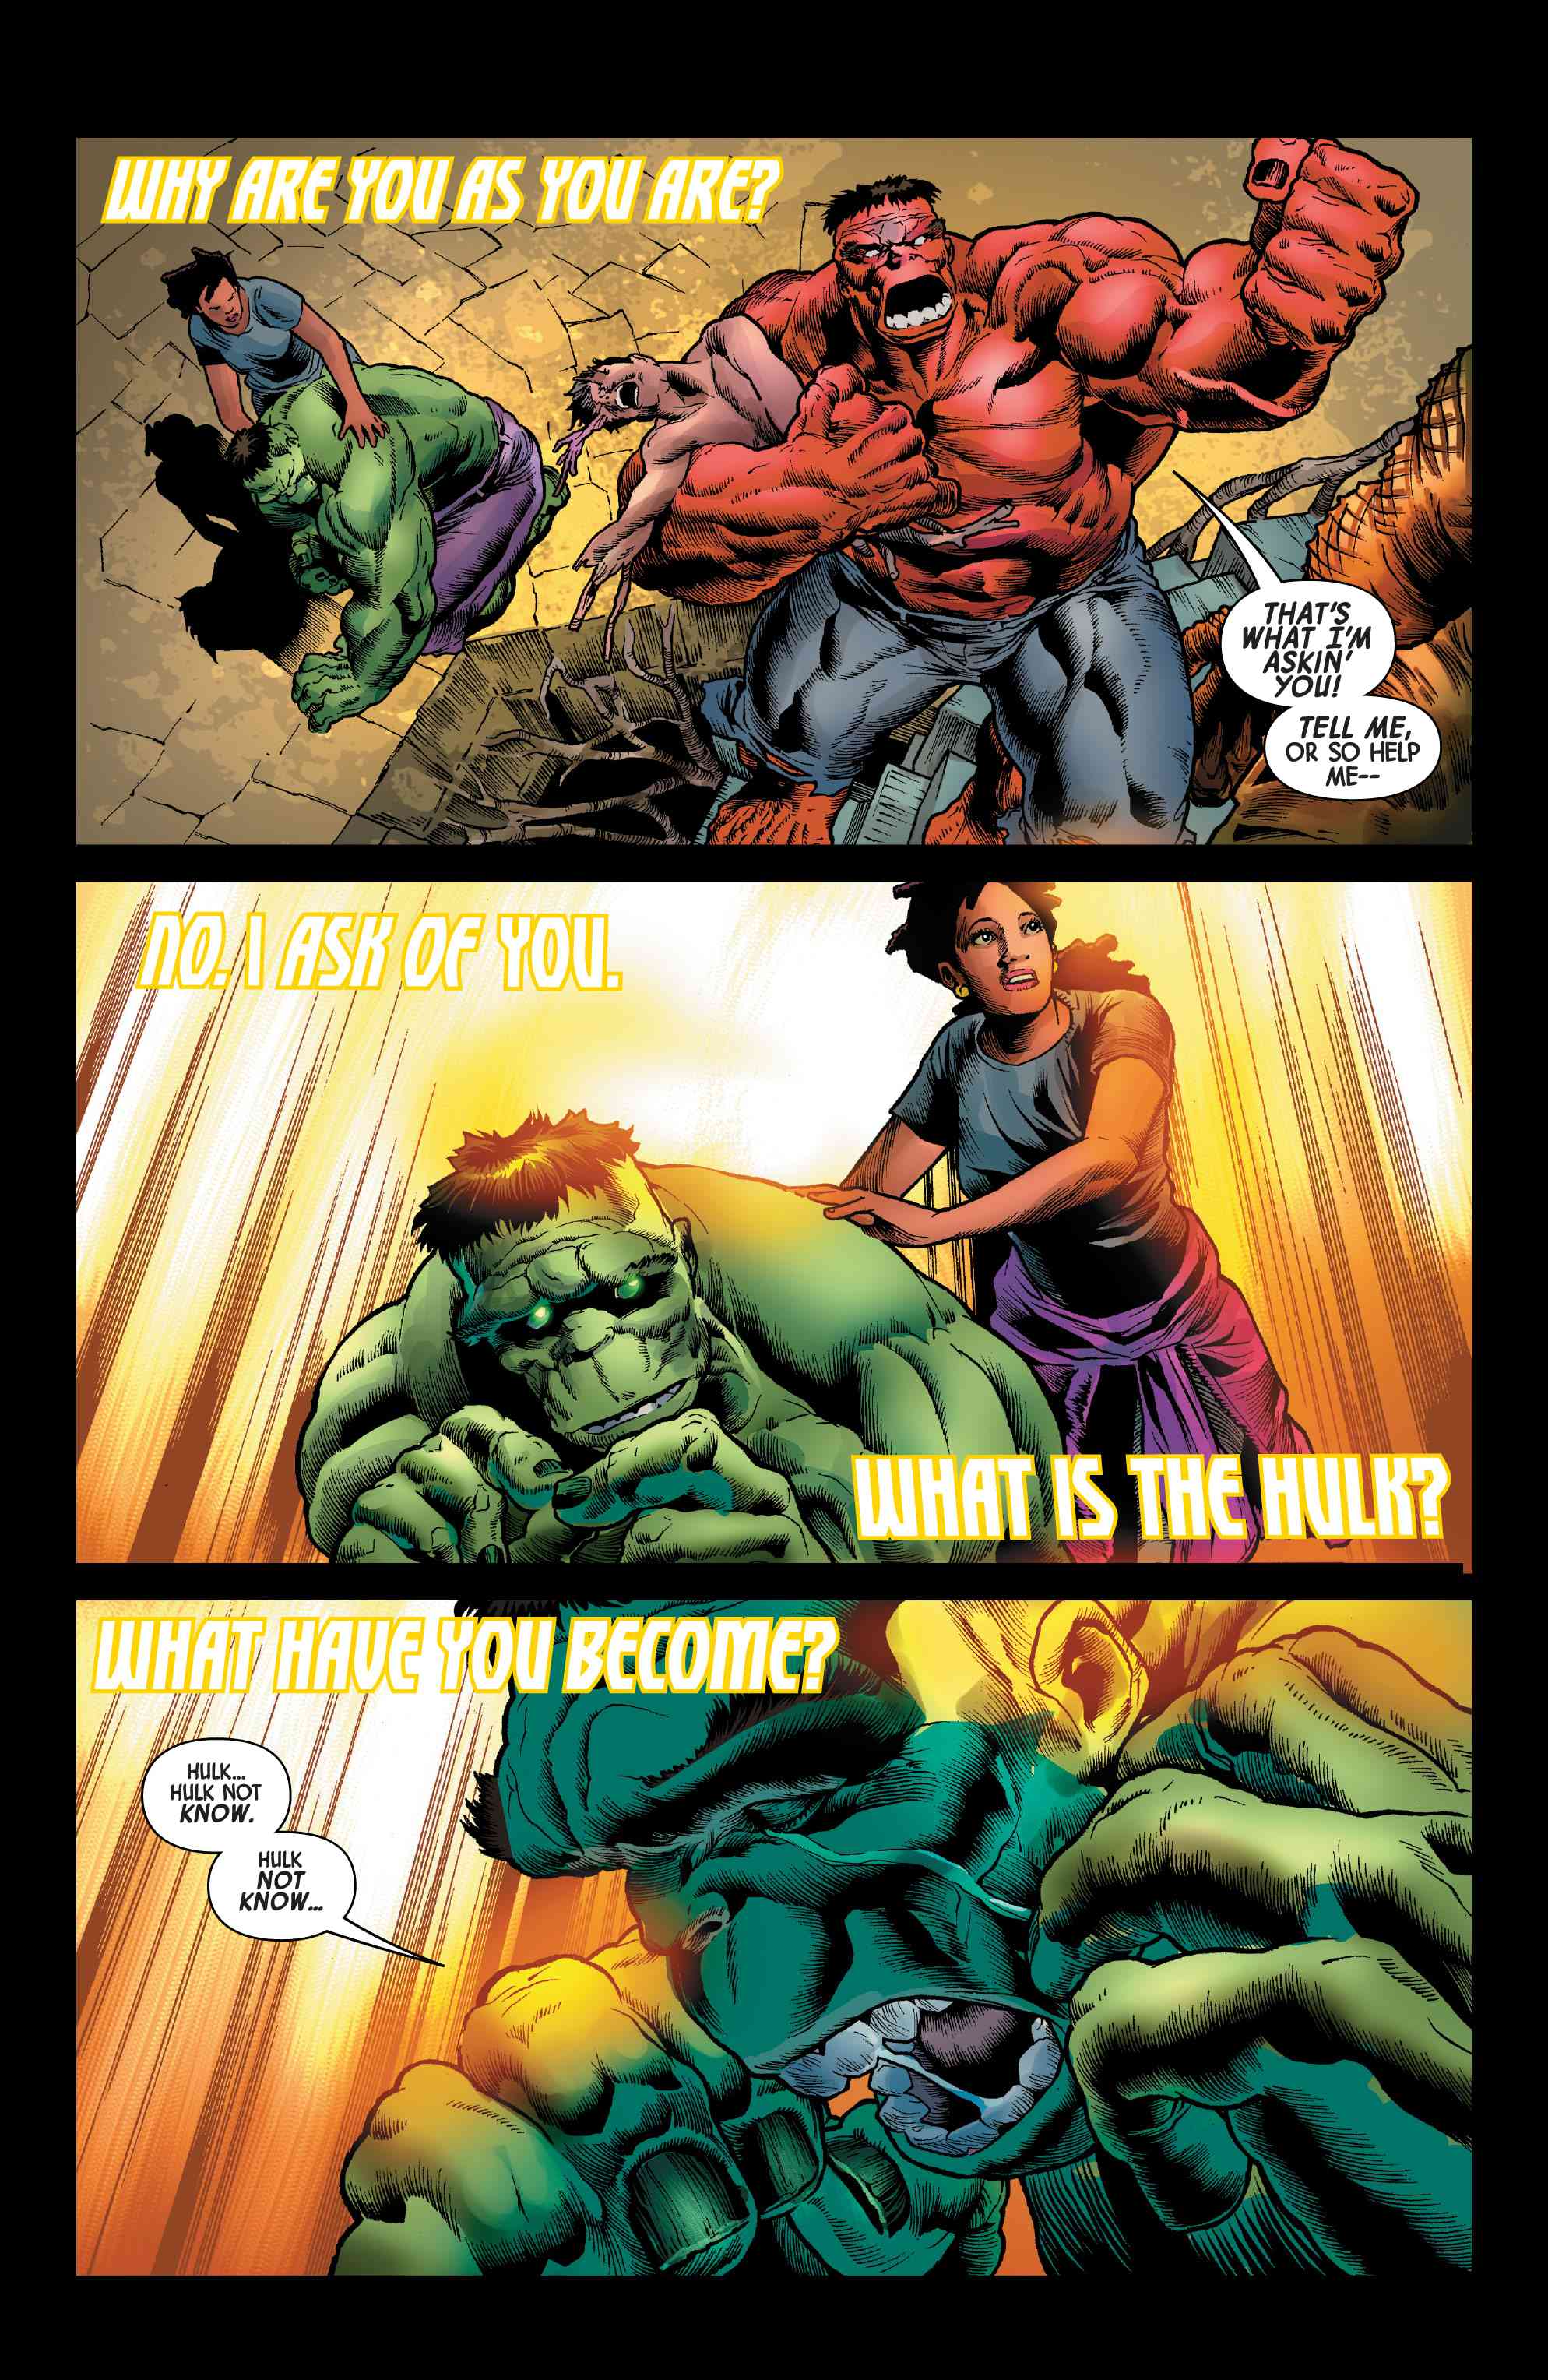 WHY ARE YOU AS YOU ARE?
THAT'S
WHAT I'M
ASKIN'
YOU!
TELL ME,
OR SO HELP
ME--
NO. I ASK OF YOU.
WHAT IS THE HULK?
WHAT HAVE YOU BECOME?
HULK...
HULK NOT
KNOW.
HULK
NOT
KNOW...